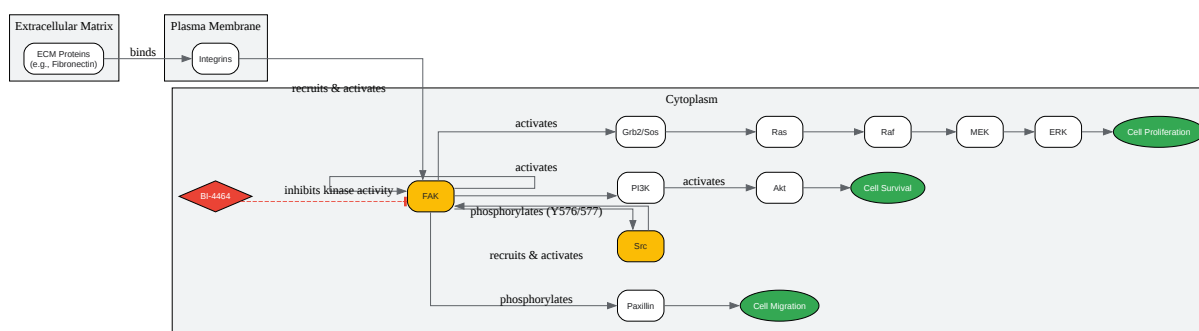 Extracellular Matrix
Plasma Membrane
ECM Proteins
(e.g., Fibronectin)
binds
Integrins
recruits & activates
Cytoplasm
activates
Grb2/Sos
Ras
Raf
MEK
ERK
Cell Proliferation
activates
BI-4464
inhibits kinase activity
FAK
PI3K
activates
Akt
Cell Survival
phosphorylates (Y576/577)
Src
recruits & activates
phosphorylates
Paxillin
Cell Migration